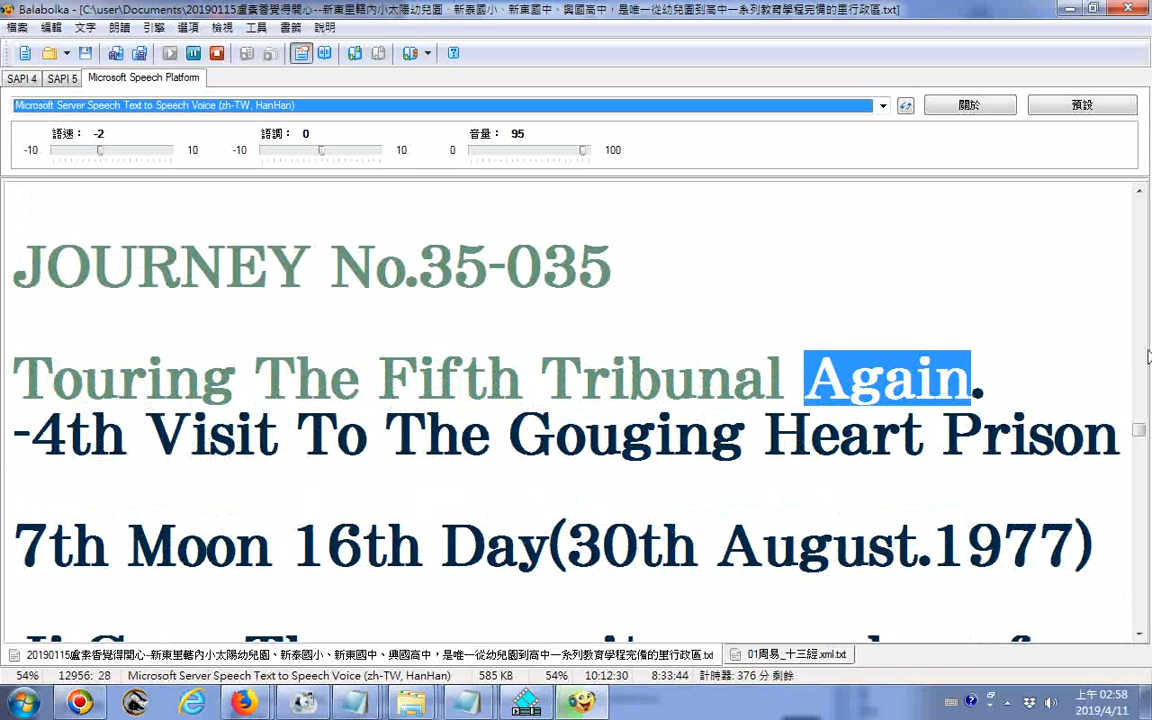 Balabolka - [C:\user\Documents\20190115盧素香覺得開心--新東里轄內小太陽幼兒園、新泰國小、新東國中、興國高中，是唯一從幼兒園到高中一系列教育學程完備的里行政區.txt]
檔案 編輯 文字 朗讀 引擎 選項 檢視 工具 書籤 說明
SAPI 4 SAPI 5 Microsoft Speech Platform
Microsoft Server Speech Text to Speech Voice (zh-TW, HanHan) 關於 預設
語速： -2 語調： 0 音量： 95
-10 10 -10 10 0 100
JOURNEY No.35-035
Touring The Fifth Tribunal Again.
-4th Visit To The Gouging Heart Prison
7th Moon 16th Day(30th August.1977)
20190115盧素香覺得開心--新東里轄內小太陽幼兒園、新泰國小、新東國中、興國高中，是唯一從幼兒園到高中一系列教育學程完備的里行政區.txt 01周易_十三經.xml.txt
54% 12956: 28 Microsoft Server Speech Text to Speech Voice (zh-TW, HanHan) 585 KB 54% 10:12:30 8:33:44 計時器: 376 分 剩餘
上午 02:58
2019/4/11